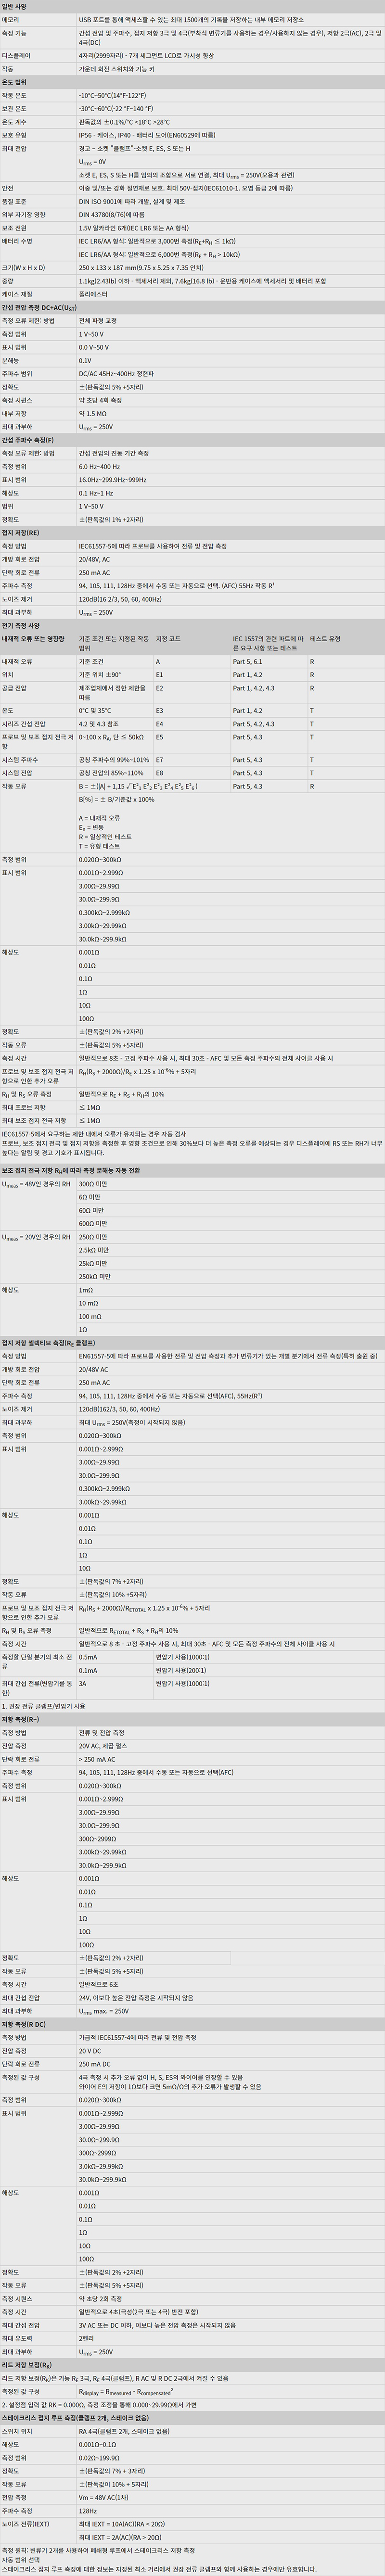 일반 사양
메모리 USB 포트를 통해 액세스할 수 있는 최대 1500개의 기록을 저장하는 내부 메모리 저장소
측정 기능 간섭 전압 및 주파수, 접지 저항 3극 및 4극(부착식 변류기를 사용하는 경우/사용하지 않는 경우), 저항 2극(AC), 2극 및 4극(DC)
디스플레이 4자리(2999자리) - 7개 세그먼트 LCD로 가시성 향상
작동 가운데 회전 스위치와 기능 키
온도 범위
작동 온도 -10°C~50°C(14°F-122°F)
보관 온도 -30°C~60°C(-22 °F~140 °F)
온도 계수 판독값의 ±0.1%/°C <18°C >28°C
보호 유형 IP56 - 케이스, IP40 - 배터리 도어(EN60529에 따름)
최대 전압 경고 – 소켓 "클램프"-소켓 E, ES, S 또는 H
Urms = 0V
소켓 E, ES, S 또는 H를 임의의 조합으로 서로 연결, 최대 Urms = 250V(오용과 관련)
안전 이중 및/또는 강화 절연재로 보호. 최대 50V-접지(IEC61010-1. 오염 등급 2에 따름)
품질 표준 DIN ISO 9001에 따라 개발, 설계 및 제조
외부 자기장 영향 DIN 43780(8/76)에 따름
보조 전원 1.5V 알카라인 6개(IEC LR6 또는 AA 형식)
배터리 수명 IEC LR6/AA 형식: 일반적으로 3,000번 측정(RE+RH ≤ 1kΩ)
IEC LR6/AA 형식: 일반적으로 6,000번 측정(RE + RH > 10kΩ)
크기(W x H x D) 250 x 133 x 187 mm(9.75 x 5.25 x 7.35 인치)
중량 1.1kg(2.43lb) 이하 - 액세서리 제외, 7.6kg(16.8 lb) - 운반용 케이스에 액세서리 및 배터리 포함
케이스 재질 폴리에스터
간섭 전압 측정 DC+AC(UST)
측정 오류 제한: 방법 전체 파형 교정
측정 범위 1 V~50 V
표시 범위 0.0 V~50 V
분해능 0.1V
주파수 범위 DC/AC 45Hz~400Hz 정현파
정확도 ±(판독값의 5% +5자리)
측정 시퀀스 약 초당 4회 측정
내부 저항 약 1.5 MΩ
최대 과부하 Urms = 250V
간섭 주파수 측정(F)
측정 오류 제한: 방법 간섭 전압의 진동 기간 측정
측정 범위 6.0 Hz~400 Hz
표시 범위 16.0Hz~299.9Hz~999Hz
해상도 0.1 Hz~1 Hz
범위 1 V~50 V
정확도 ±(판독값의 1% +2자리)
접지 저항(RE)
측정 방법 IEC61557-5에 따라 프로브를 사용하여 전류 및 전압 측정
개방 회로 전압 20/48V, AC
단락 회로 전류 250 mA AC
주파수 측정 94, 105, 111, 128Hz 중에서 수동 또는 자동으로 선택. (AFC) 55Hz 작동 R¹
노이즈 제거 120dB(16 2/3, 50, 60, 400Hz)
최대 과부하 Urms = 250V
전기 측정 사양
내재적 오류 또는 영향량 기준 조건 또는 지정된 작동 범위 지정 코드 IEC 1557의 관련 파트에 따른 요구 사항 또는 테스트 테스트 유형
내재적 오류 기준 조건 A Part 5, 6.1 R
위치 기준 위치 ±90° E1 Part 1, 4.2 R
공급 전압 제조업체에서 정한 제한을 따름 E2 Part 1, 4.2, 4.3 R
온도 0°C 및 35°C E3 Part 1, 4.2 T
시리즈 간섭 전압 4.2 및 4.3 참조 E4 Part 5, 4.2, 4.3 T
프로브 및 보조 접지 전극 저항 0~100 x RA, 단 ≤ 50kΩ E5 Part 5, 4.3 T
시스템 주파수 공칭 주파수의 99%~101% E7 Part 5, 4.3 T
시스템 전압 공칭 전압의 85%~110% E8 Part 5, 4.3 T
작동 오류 B = ±(|A| + 1,15 √ E²1 E²2 E²3 E²4 E²5 E²6 ) Part 5, 4.3 R
B[%] = ± B/기준값 x 100%
A = 내재적 오류
En = 변동
R = 일상적인 테스트
T = 유형 테스트
측정 범위 0.020Ω~300kΩ
표시 범위 0.001Ω~2.999Ω
3.00Ω~29.99Ω
30.0Ω~299.9Ω
0.300kΩ~2.999kΩ
3.00kΩ~29.99kΩ
30.0kΩ~299.9kΩ
해상도 0.001Ω
0.01Ω
0.1Ω
1Ω
10Ω
100Ω
정확도 ±(판독값의 2% +2자리)
작동 오류 ±(판독값의 5% +5자리)
측정 시간 일반적으로 8초 - 고정 주파수 사용 시, 최대 30초 - AFC 및 모든 측정 주파수의 전체 사이클 사용 시
프로브 및 보조 접지 전극 저항으로 인한 추가 오류 RH(RS + 2000Ω)/RE x 1.25 x 10⁻⁶% + 5자리
RH 및 RS 오류 측정 일반적으로 RE + RS + RH의 10%
최대 프로브 저항 ≤ 1MΩ
최대 보조 접지 전극 저항 ≤ 1MΩ
IEC61557-5에서 요구하는 제한 내에서 오류가 유지되는 경우 자동 검사
프로브, 보조 접지 전극 및 접지 저항을 측정한 후 영향 조건으로 인해 30%보다 더 높은 측정 오류를 예상되는 경우 디스플레이에 RS 또는 RH가 너무 높다는 알림 및 경고 기호가 표시됩니다.
보조 접지 전극 저항 RH에 따라 측정 분해능 자동 전환
Umeas = 48V인 경우의 RH 300Ω 미만
6Ω 미만
60Ω 미만
600Ω 미만
Umeas = 20V인 경우의 RH 250Ω 미만
2.5kΩ 미만
25kΩ 미만
250kΩ 미만
해상도 1mΩ
10 mΩ
100 mΩ
1Ω
접지 저항 셀렉티브 측정(RE 클램프)
측정 방법 EN61557-5에 따라 프로브를 사용한 전류 및 전압 측정과 추가 변류기가 있는 개별 분기에서 전류 측정(특허 출원 중)
개방 회로 전압 20/48V AC
단락 회로 전류 250 mA AC
주파수 측정 94, 105, 111, 128Hz 중에서 수동 또는 자동으로 선택(AFC), 55Hz(R¹)
노이즈 제거 120dB(162/3, 50, 60, 400Hz)
최대 과부하 최대 Urms = 250V(측정이 시작되지 않음)
측정 범위 0.020Ω~300kΩ
표시 범위 0.001Ω~2.999Ω
3.00Ω~29.99Ω
30.0Ω~299.9Ω
0.300kΩ~2.999kΩ
3.00kΩ~29.99kΩ
해상도 0.001Ω
0.01Ω
0.1Ω
1Ω
10Ω
정확도 ±(판독값의 7% +2자리)
작동 오류 ±(판독값의 10% +5자리)
프로브 및 보조 접지 전극 저항으로 인한 추가 오류 RH(RS + 2000Ω)/RETOTAL x 1.25 x 10⁻⁶% + 5자리
RH 및 RS 오류 측정 일반적으로 RETOTAL + RS + RH의 10%
측정 시간 일반적으로 8 초 - 고정 주파수 사용 시, 최대 30초 - AFC 및 모든 측정 주파수의 전체 사이클 사용 시
측정할 단일 분기의 최소 전류 0.5mA 변압기 사용(1000:1)
0.1mA 변압기 사용(200:1)
최대 간섭 전류(변압기를 통한) 3A 변압기 사용(1000:1)
1. 권장 전류 클램프/변압기 사용
저항 측정(R~)
측정 방법 전류 및 전압 측정
전압 측정 20V AC, 제곱 펄스
단락 회로 전류 > 250 mA AC
주파수 측정 94, 105, 111, 128Hz 중에서 수동 또는 자동으로 선택(AFC)
측정 범위 0.020Ω~300kΩ
표시 범위 0.001Ω~2.999Ω
3.00Ω~29.99Ω
30.0Ω~299.9Ω
300Ω~2999Ω
3.00kΩ~29.99kΩ
30.0kΩ~299.9kΩ
해상도 0.001Ω
0.01Ω
0.1Ω
1Ω
10Ω
100Ω
정확도 ±(판독값의 2% +2자리)
작동 오류 ±(판독값의 5% +5자리)
측정 시간 일반적으로 6초
최대 간섭 전압 24V, 이보다 높은 전압 측정은 시작되지 않음
최대 과부하 Urms max. = 250V
저항 측정(R DC)
측정 방법 가급적 IEC61557-4에 따라 전류 및 전압 측정
전압 측정 20 V DC
단락 회로 전류 250 mA DC
측정된 값 구성 4극 측정 시 추가 오류 없이 H, S, ES의 와이어를 연장할 수 있음
와이어 E의 저항이 1Ω보다 크면 5mΩ/Ω의 추가 오류가 발생할 수 있음
측정 범위 0.020Ω~300kΩ
표시 범위 0.001Ω~2.999Ω
3.00Ω~29.99Ω
30.0Ω~299.9Ω
300Ω~2999Ω
3.0kΩ~29.99kΩ
30.0kΩ~299.9kΩ
해상도 0.001Ω
0.01Ω
0.1Ω
1Ω
10Ω
100Ω
정확도 ±(판독값의 2% +2자리)
작동 오류 ±(판독값의 5% +5자리)
측정 시퀀스 약 초당 2회 측정
측정 시간 일반적으로 4초(극성(2극 또는 4극) 반전 포함)
최대 간섭 전압 3V AC 또는 DC 이하, 이보다 높은 전압 측정은 시작되지 않음
최대 유도력 2헨리
최대 과부하 Urms = 250V
리드 저항 보정(RK)
리드 저항 보정(RK)은 기능 RE 3극, RE 4극(클램프), R AC 및 R DC 2극에서 커질 수 있음
측정된 값 구성 Rdisplay = Rmeasured - Rcompensated²
2. 설정점 입력 값 RK = 0.000Ω, 측정 조정을 통해 0.000~29.99Ω에서 가변
스테이크리스 접지 루프 측정(클램프 2개, 스테이크 없음)
스위치 위치 RA 4극(클램프 2개, 스테이크 없음)
해상도 0.001Ω~0.1Ω
측정 범위 0.02Ω~199.9Ω
정확도 ±(판독값의 7% + 3자리)
작동 오류 ±(판독값이 10% + 5자리)
전압 측정 Vm = 48V AC(1차)
주파수 측정 128Hz
노이즈 전류(IEXT) 최대 IEXT = 10A(AC)(RA < 20Ω)
최대 IEXT = 2A(AC)(RA > 20Ω)
측정 원칙: 변류기 2개를 사용하여 폐쇄형 루프에서 스테이크리스 저항 측정
자동 범위 선택
스테이크리스 접지 루프 측정에 대한 정보는 지정된 최소 거리에서 권장 전류 클램프와 함께 사용하는 경우에만 유효합니다.